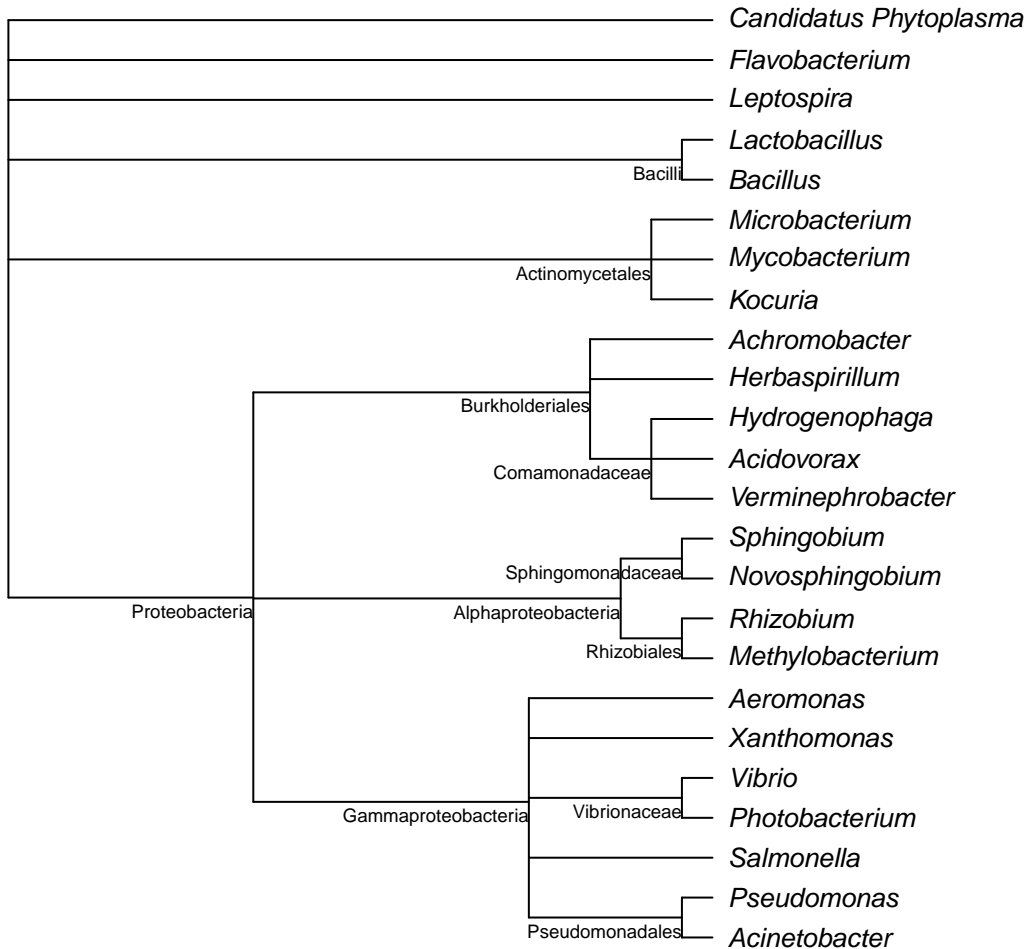 Candidatus Phytoplasma
Flavobacterium
Leptospira
Lactobacillus
Bacilli
Bacillus
Microbacterium
Mycobacterium
Actinomycetales
Kocuria
Achromobacter
Herbaspirillum
Burkholderiales
Hydrogenophaga
Acidovorax
Comamonadaceae
Verminephrobacter
Sphingobium
Sphingomonadaceae
Novosphingobium
Proteobacteria
Alphaproteobacteria
Rhizobium
Rhizobiales
Methylobacterium
Aeromonas
Xanthomonas
Vibrio
Vibrionaceae
Gammaproteobacteria
Photobacterium
Salmonella
Pseudomonas
Pseudomonadales
Acinetobacter